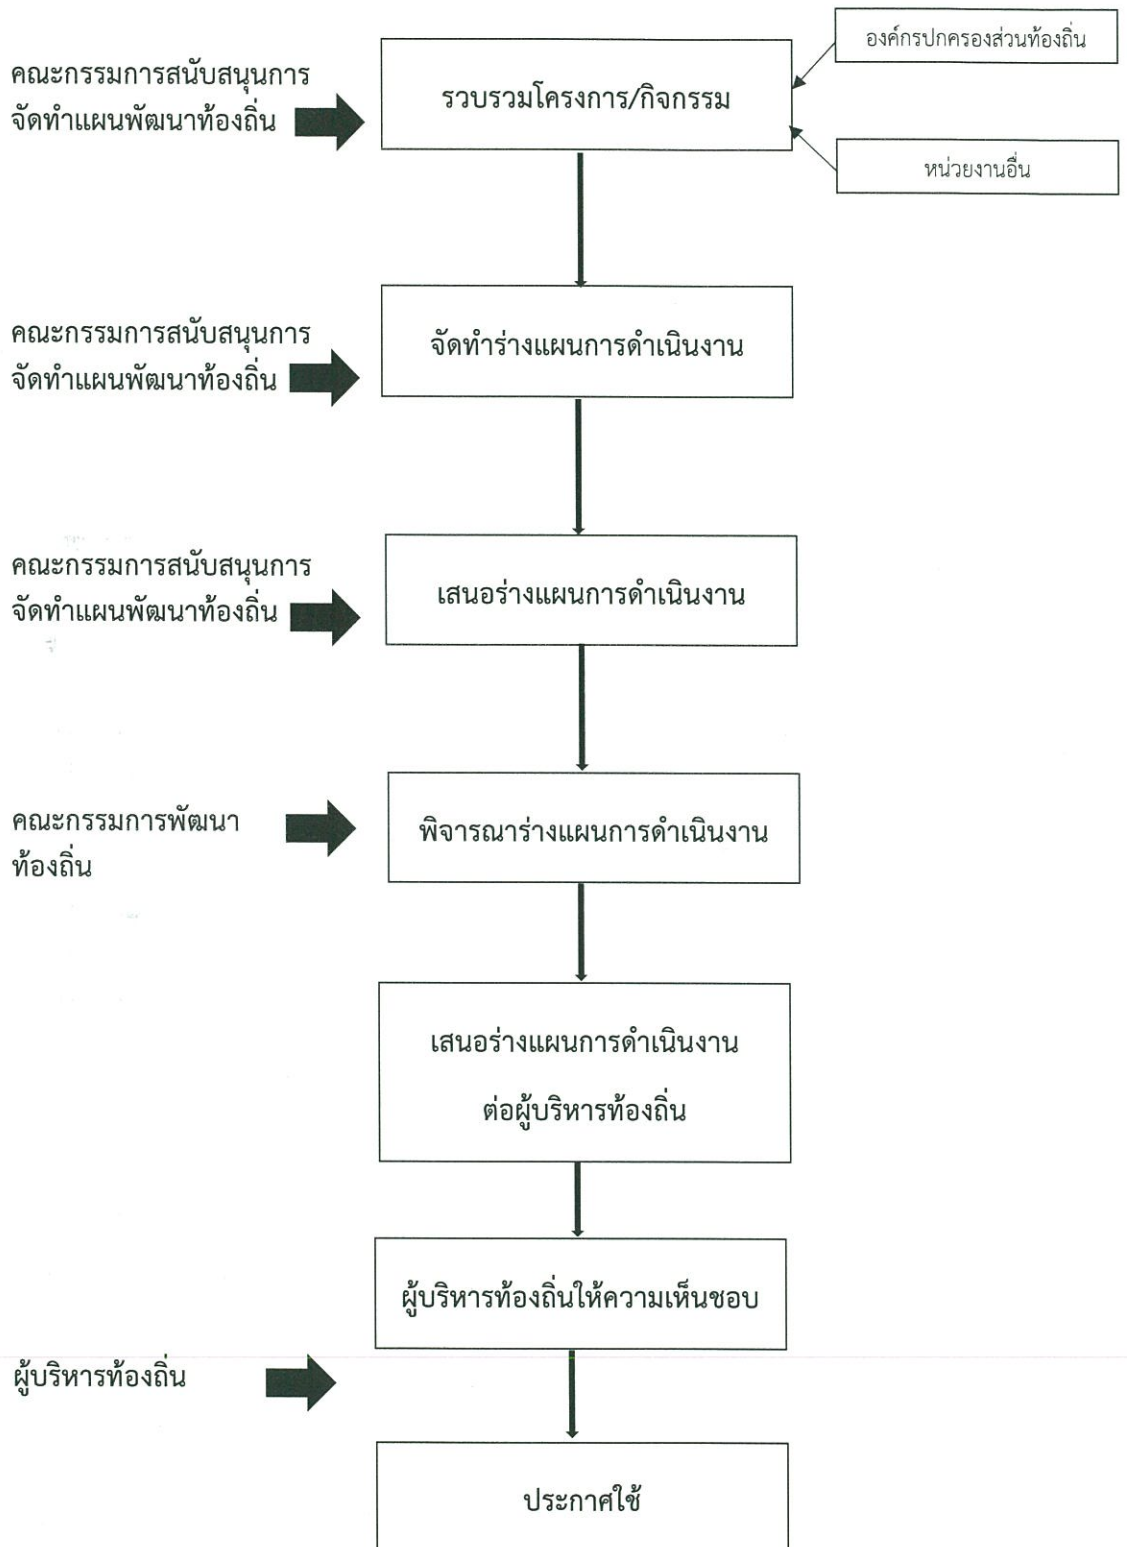 องค์กรปกครองส่วนท้องถิ่น
คณะกรรมการสนับสนุนการ
จัดทำแผนพัฒนาท้องถิ่น
รวบรวมโครงการ/กิจกรรม
หน่วยงานอื่น
คณะกรรมการสนับสนุนการ
จัดทำแผนพัฒนาท้องถิ่น
จัดทำร่างแผนการดำเนินงาน
คณะกรรมการสนับสนุนการ
จัดทำแผนพัฒนาท้องถิ่น
เสนอร่างแผนการดำเนินงาน
คณะกรรมการพัฒนา
ท้องถิ่น
พิจารณาร่างแผนการดำเนินงาน
เสนอร่างแผนการดำเนินงาน
ต่อผู้บริหารท้องถิ่น
ผู้บริหารท้องถิ่นให้ความเห็นชอบ
ผู้บริหารท้องถิ่น
ประกาศใช้